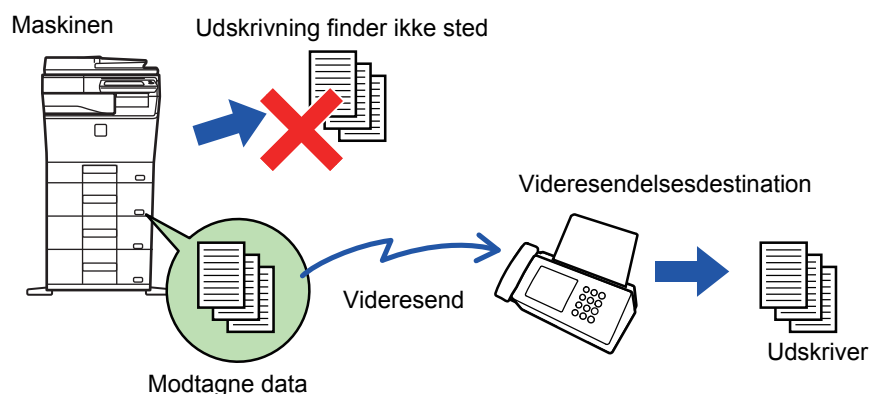 Maskinen
Udskrivning finder ikke sted
Videresendelsesdestination
Videresend
Udskriver
Modtagne data